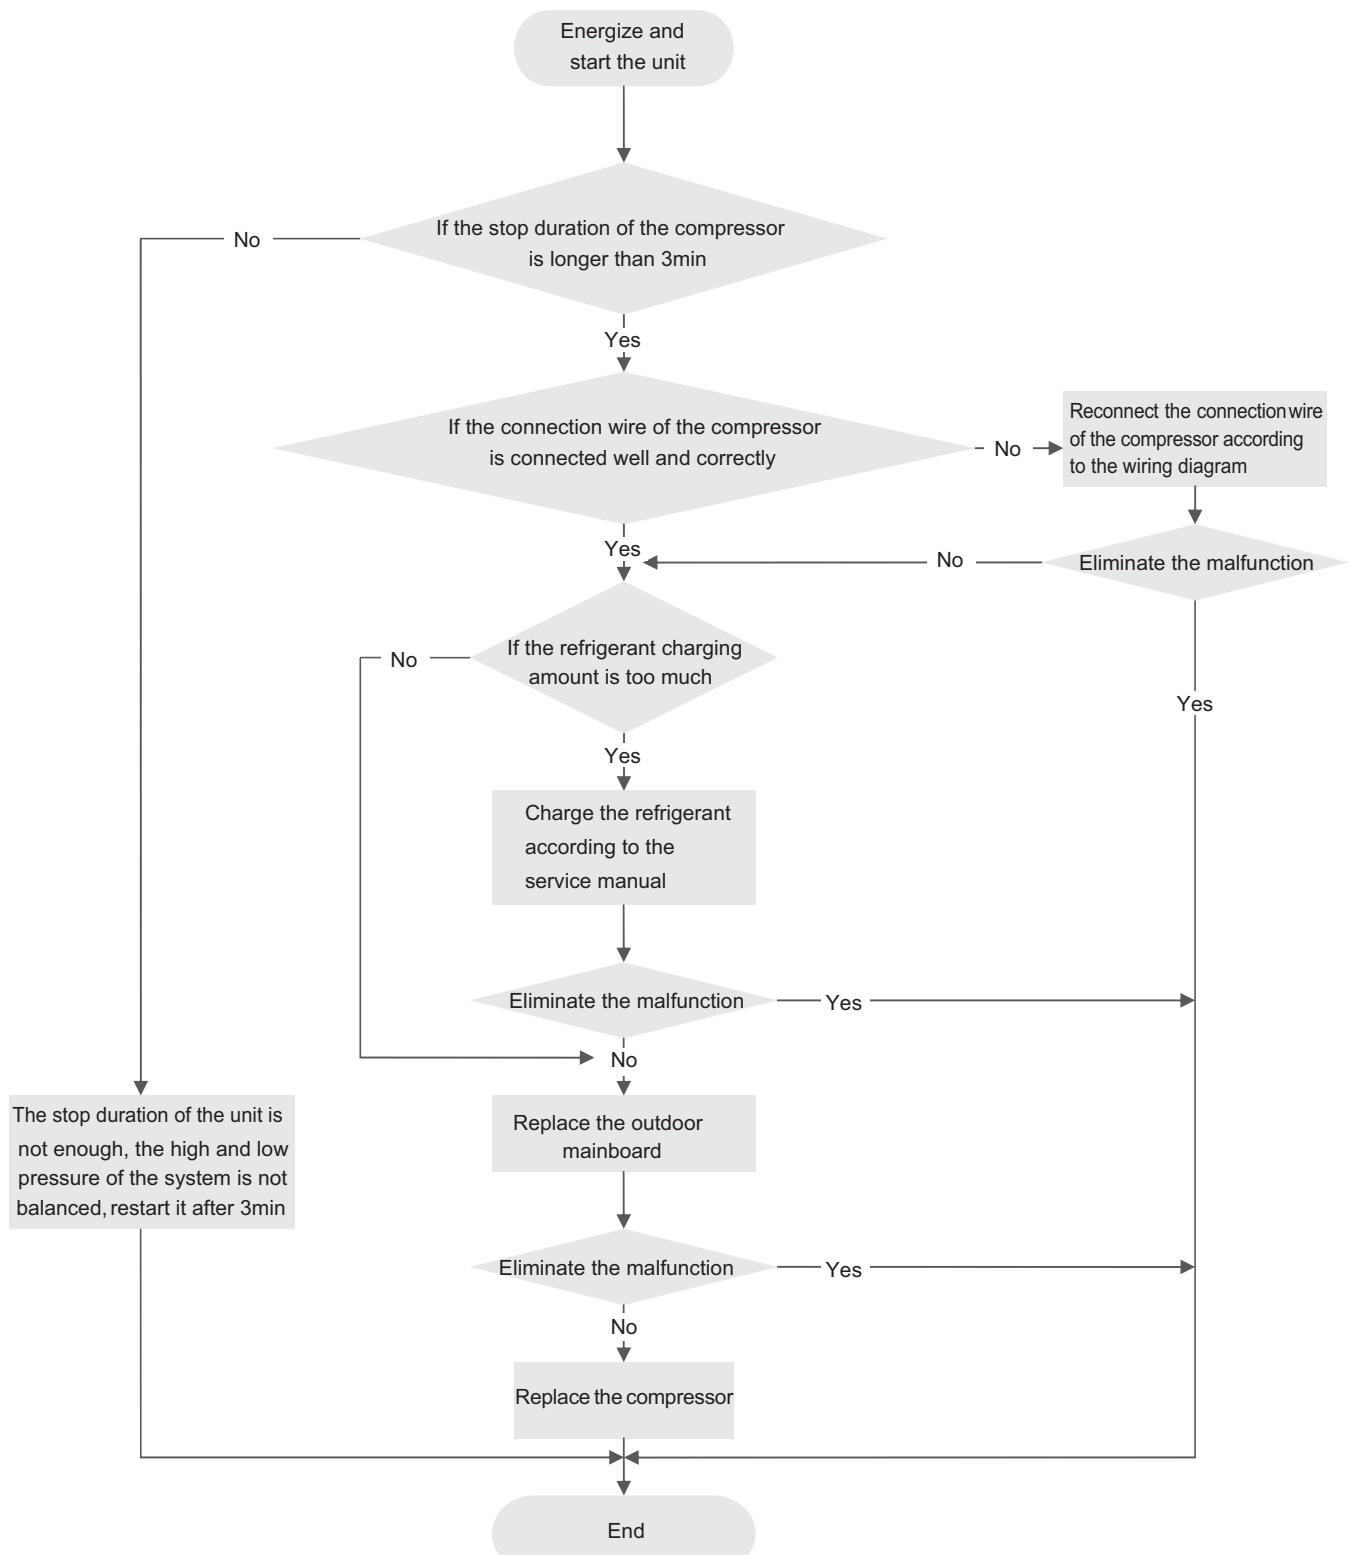 Energize and
start the unit
If the stop duration of the compressor
is longer than 3min
No
Yes
If the connection wire of the compressor
is connected well and correctly
No
Reconnect the connection wire
of the compressor according
to the wiring diagram
Yes
No
Eliminate the malfunction
If the refrigerant charging
amount is too much
No
Yes
Yes
Charge the refrigerant
according to the
service manual
Eliminate the malfunction
Yes
No
Replace the outdoor
mainboard
The stop duration of the unit is
not enough, the high and low
pressure of the system is not
balanced, restart it after 3min
Eliminate the malfunction
Yes
No
Replace the compressor
End